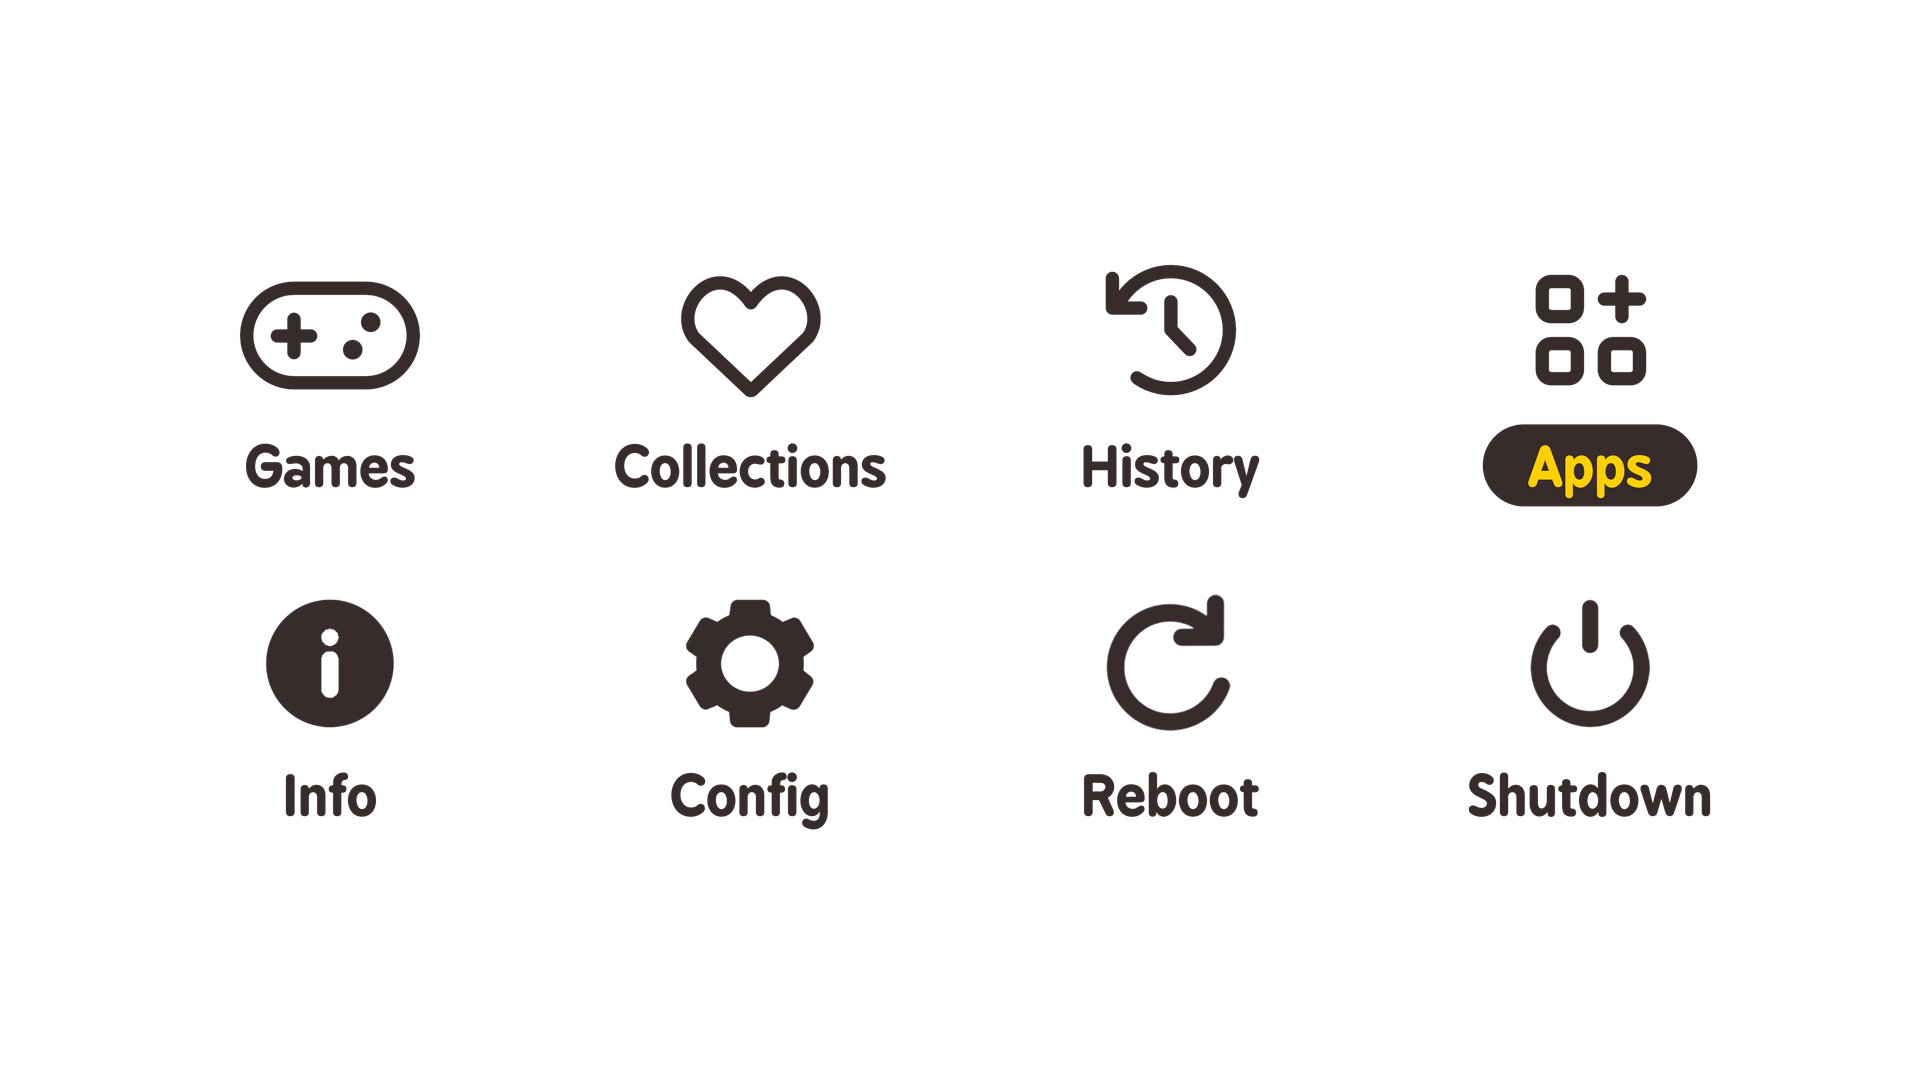 Games
Collections
History
Apps
Info
Config
Reboot
Shutdown